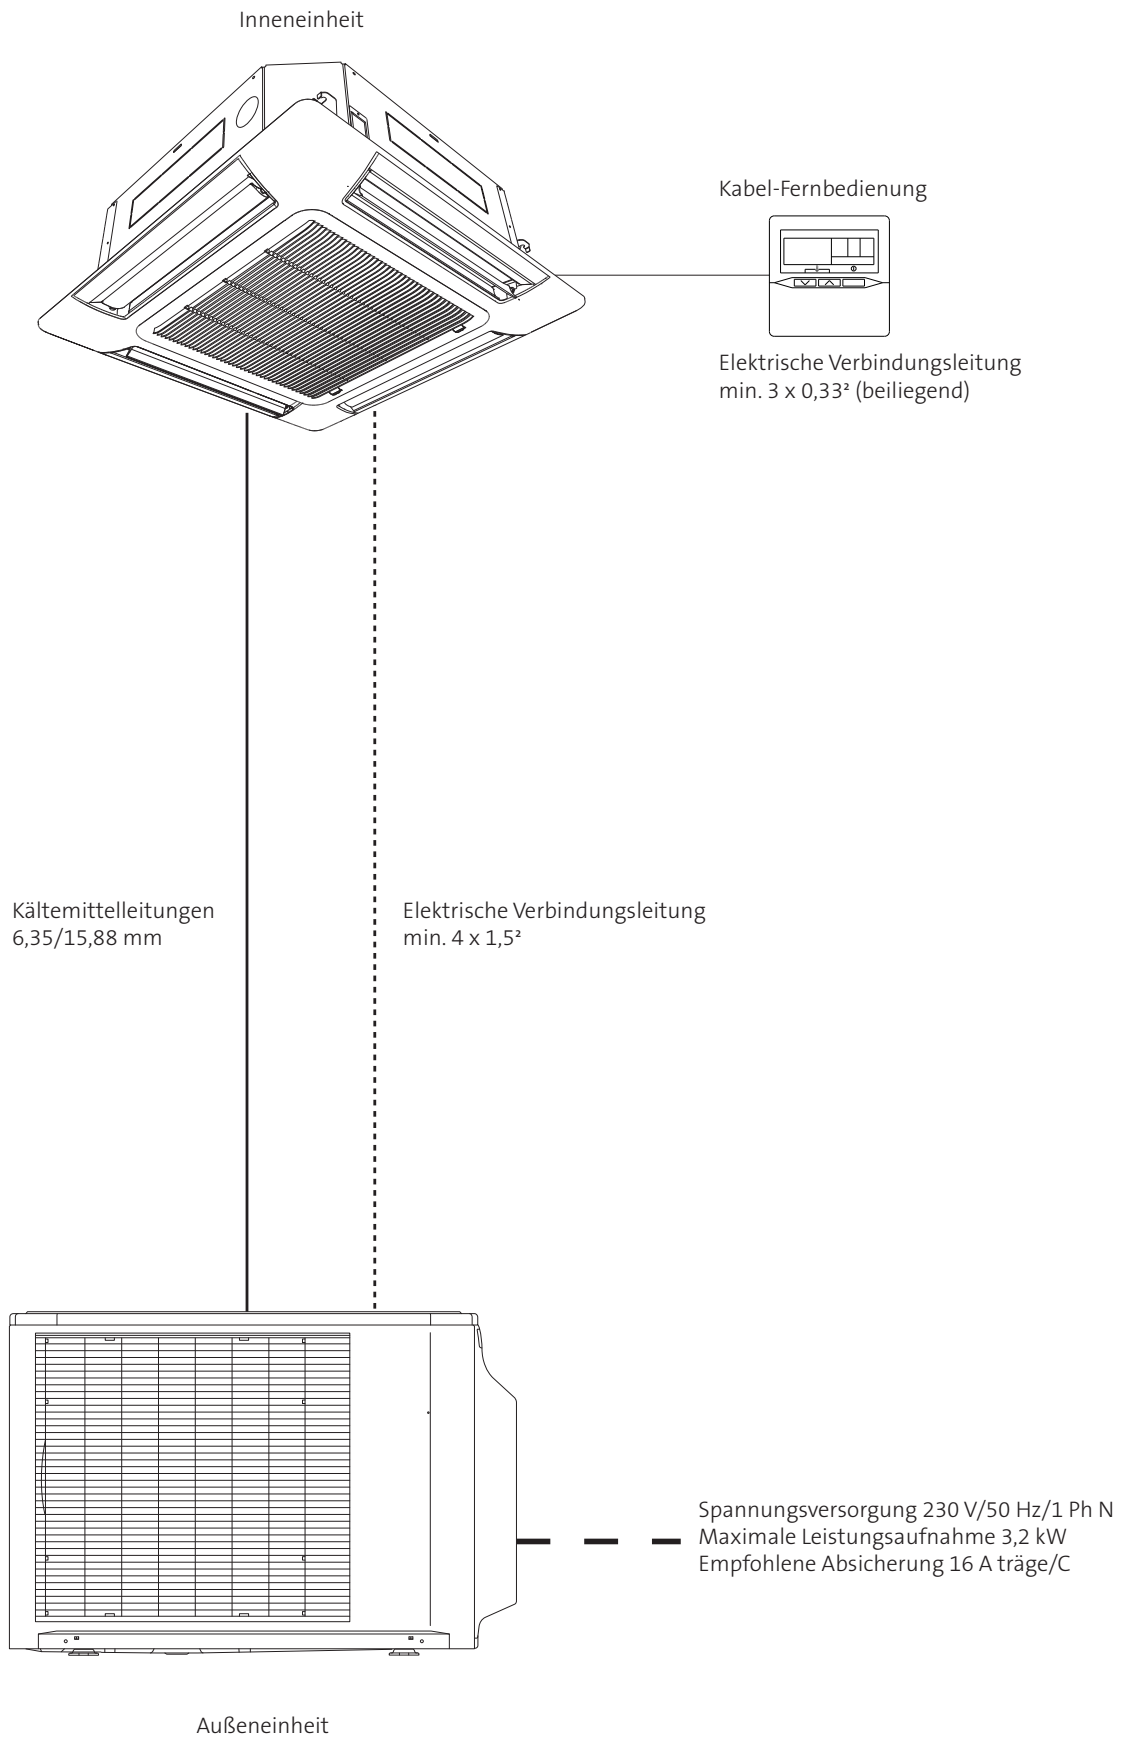 Inneneinheit
Kabel-Fernbedienung
Elektrische Verbindungsleitung
min. 3 x 0,33² (beiliegend)
Kältemittelleitungen
6,35/15,88 mm
Elektrische Verbindungsleitung
min. 4 x 1,5²
Spannungsversorgung 230 V/50 Hz/1 Ph N
Maximale Leistungsaufnahme 3,2 kW
Empfohlene Absicherung 16 A träge/C
Außeneinheit